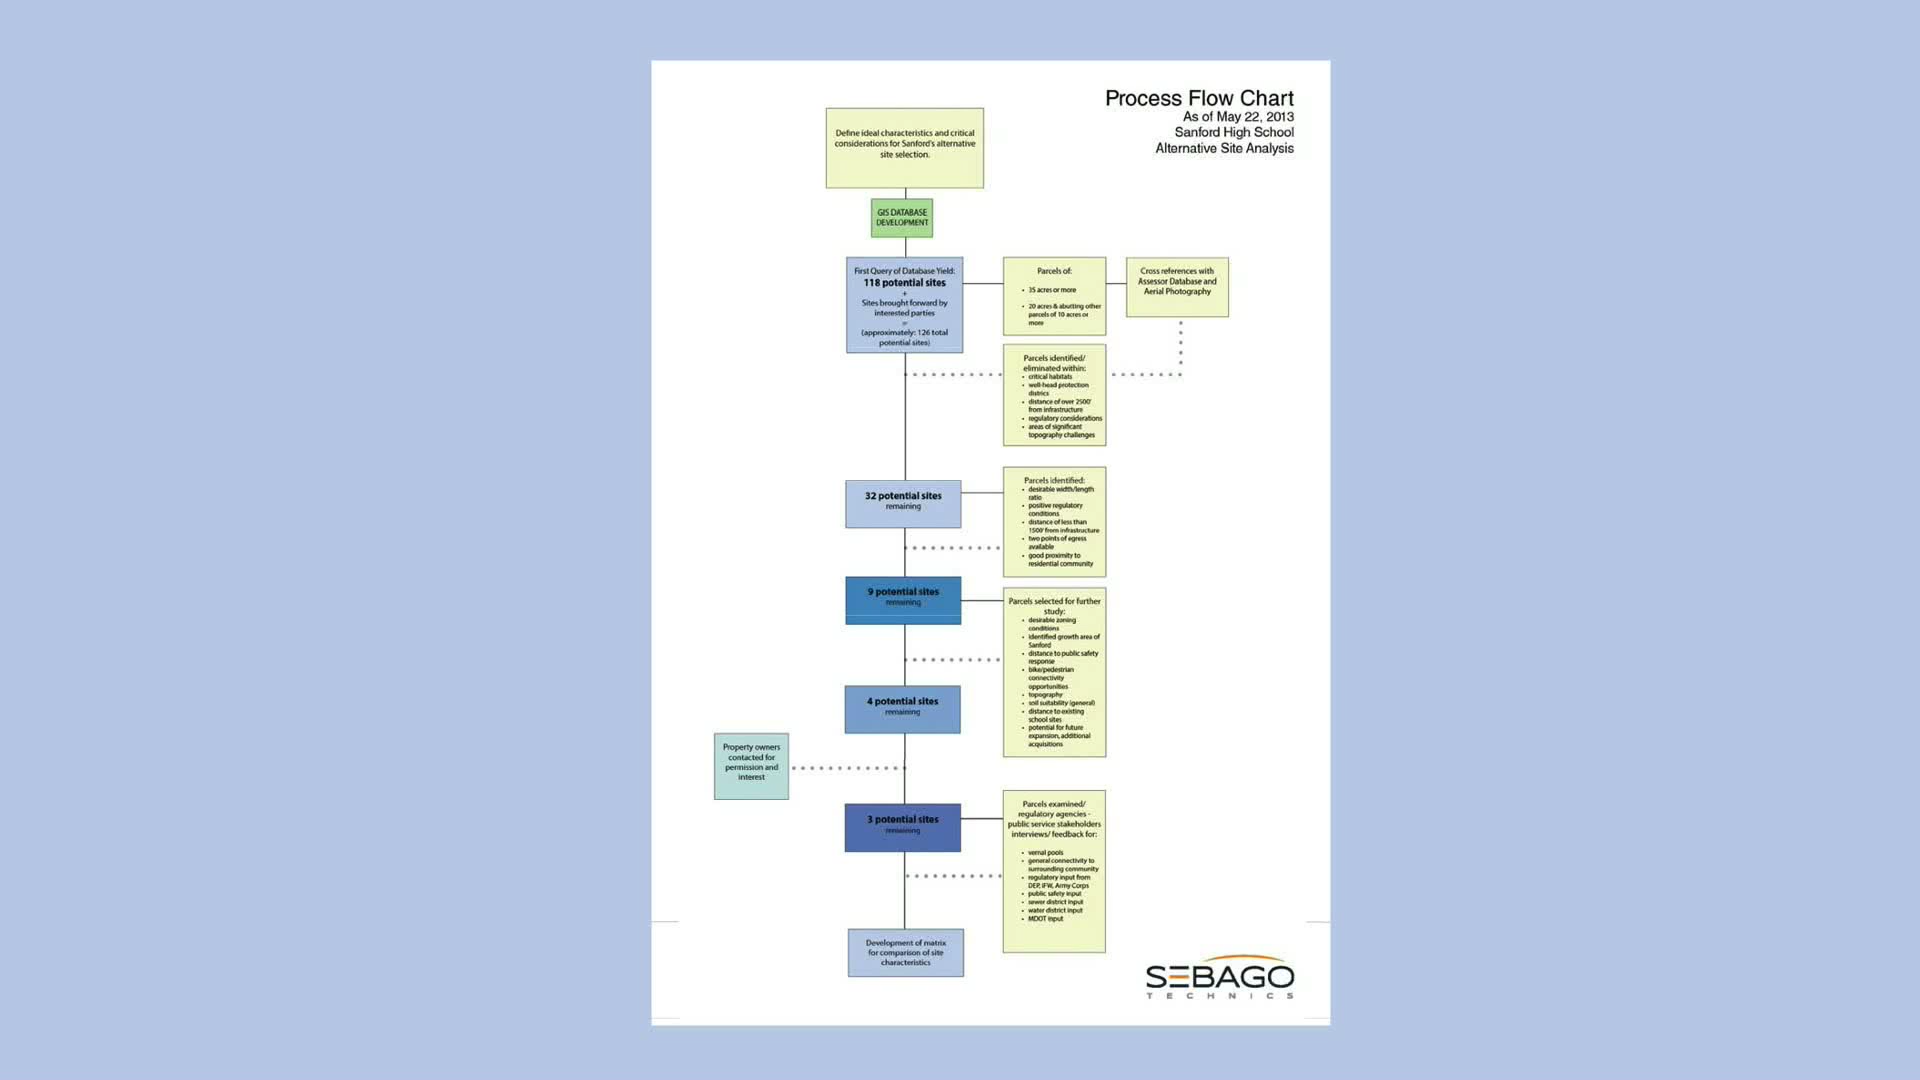 Process Flow Chart
As of May 22, 2013
Sanford High School
Alternative Site Analysis
Define ideal characteristics and critical
considerations for Sanford's alternative
site selection.
GIS DATABASE
DEVELOPMENT
First Query of Database Yield:
118 potential sites
+
Sites brought forward by
interested parties
=
(approximately: 126 total
potential sites)
Parcels of:
• 35 acres or more
• 20 acres & abutting other
parcels of 10 acres or
more
Cross references with
Assessor Database and
Aerial Photography
Parcels identified/
eliminated within:
• critical habitats
• well-head protection
districs
• distance of over 2500'
from infrastructure
• regulatory considerations
• areas of significant
topography challenges
32 potential sites
remaining
Parcels identified:
• desirable width/length
ratio
• positive regulatory
conditions
• distance of less than
1500' from infrastructure
• two points of egress
available
• good proximity to
residential community
9 potential sites
remaining
Parcels selected for further
study:
• desirable zoning
conditions
• identified growth area of
Sanford
• distance to public safety
response
• bike/pedestrian
connectivity
opportunities
• topography
• soil suitability (general)
• distance to existing
school sites
• potential for future
expansion, additional
acquisitions
4 potential sites
remaining
Property owners
contacted for
permission and
interest
3 potential sites
remaining
Parcels examined/
regulatory agencies -
public service stakeholders
interviews/ feedback for:
• vernal pools
• general connectivity to
surrounding community
• regulatory input from
DEP, IFW, Army Corps
• public safety input
• sewer district input
• water district input
• MDOT input
Development of matrix
for comparison of site
characteristics
SEBAGO
TECHNICS